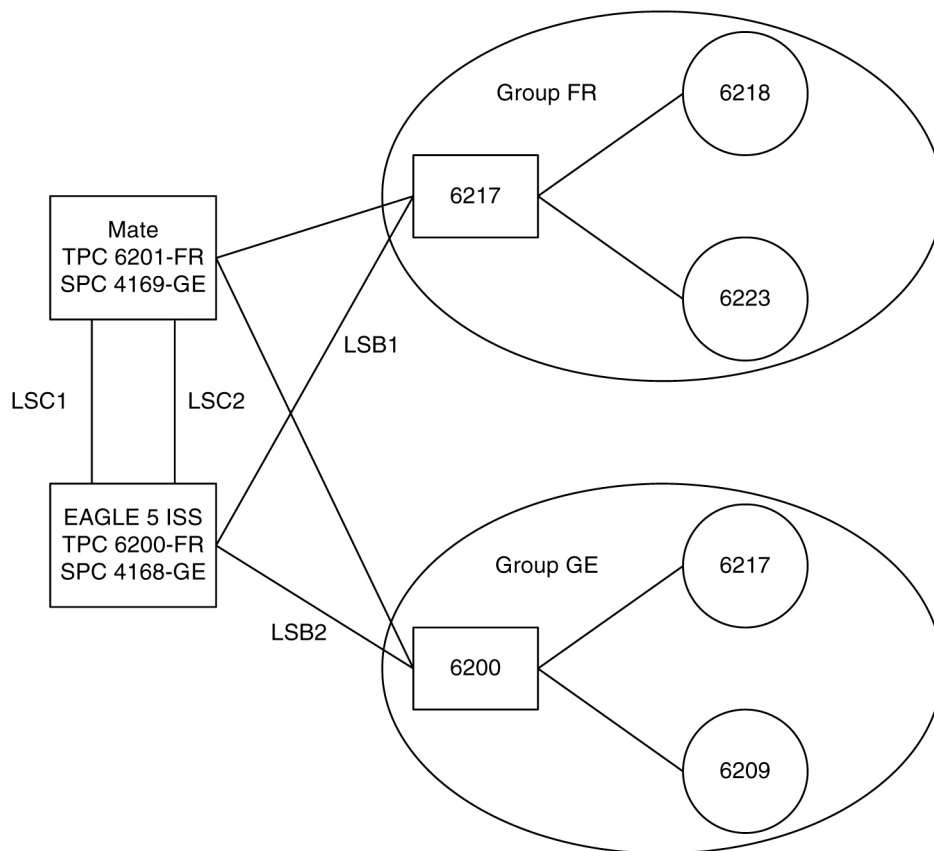 Group FR
6218
6217
6223
Mate
TPC 6201-FR
SPC 4169-GE
LSB1
LSC1
LSC2
EAGLE 5 ISS
TPC 6200-FR
SPC 4168-GE
LSB2
Group GE
6217
6200
6209